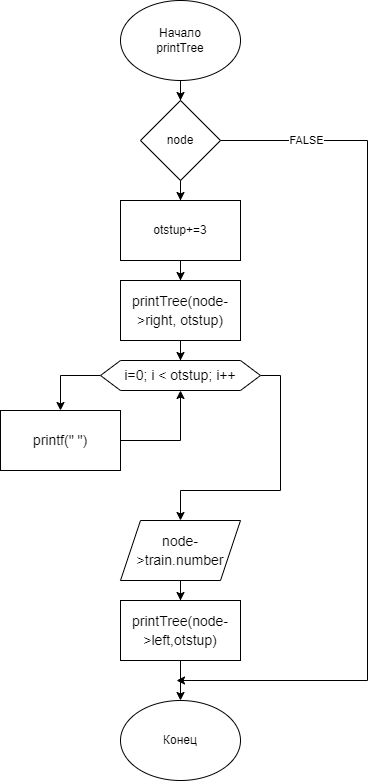 Начало
printTree
node
FALSE
otstup+=3
printTree(node-
>right, otstup)
i=0; i < otstup; i++
printf(" ")
node-
>train.number
printTree(node-
>left,otstup)
Конец